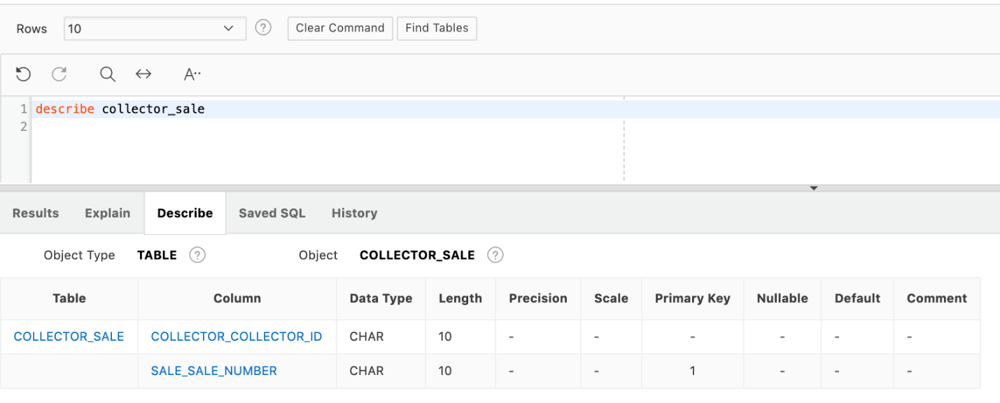 Rows 10 ? Clear Command Find Tables
A··
1 describe collector_sale
2
Results Explain Describe Saved SQL History
Object Type TABLE ? Object COLLECTOR_SALE ?
Table Column Data Type Length Precision Scale Primary Key Nullable Default Comment
COLLECTOR_SALE COLLECTOR_COLLECTOR_ID CHAR 10 - - - - - -
SALE_SALE_NUMBER CHAR 10 - - 1 - - -